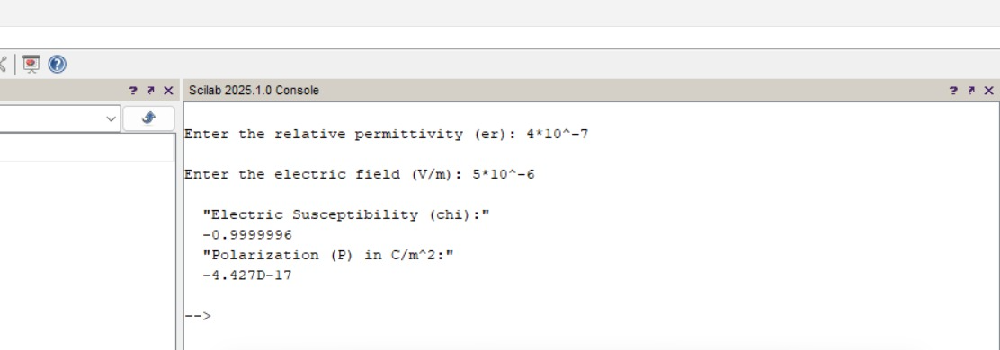 Scilab 2025.1.0 Console
Enter the relative permittivity (er): 4*10^-7
Enter the electric field (V/m): 5*10^-6
"Electric Susceptibility (chi):"
-0.9999996
"Polarization (P) in C/m^2:"
-4.427D-17
-->